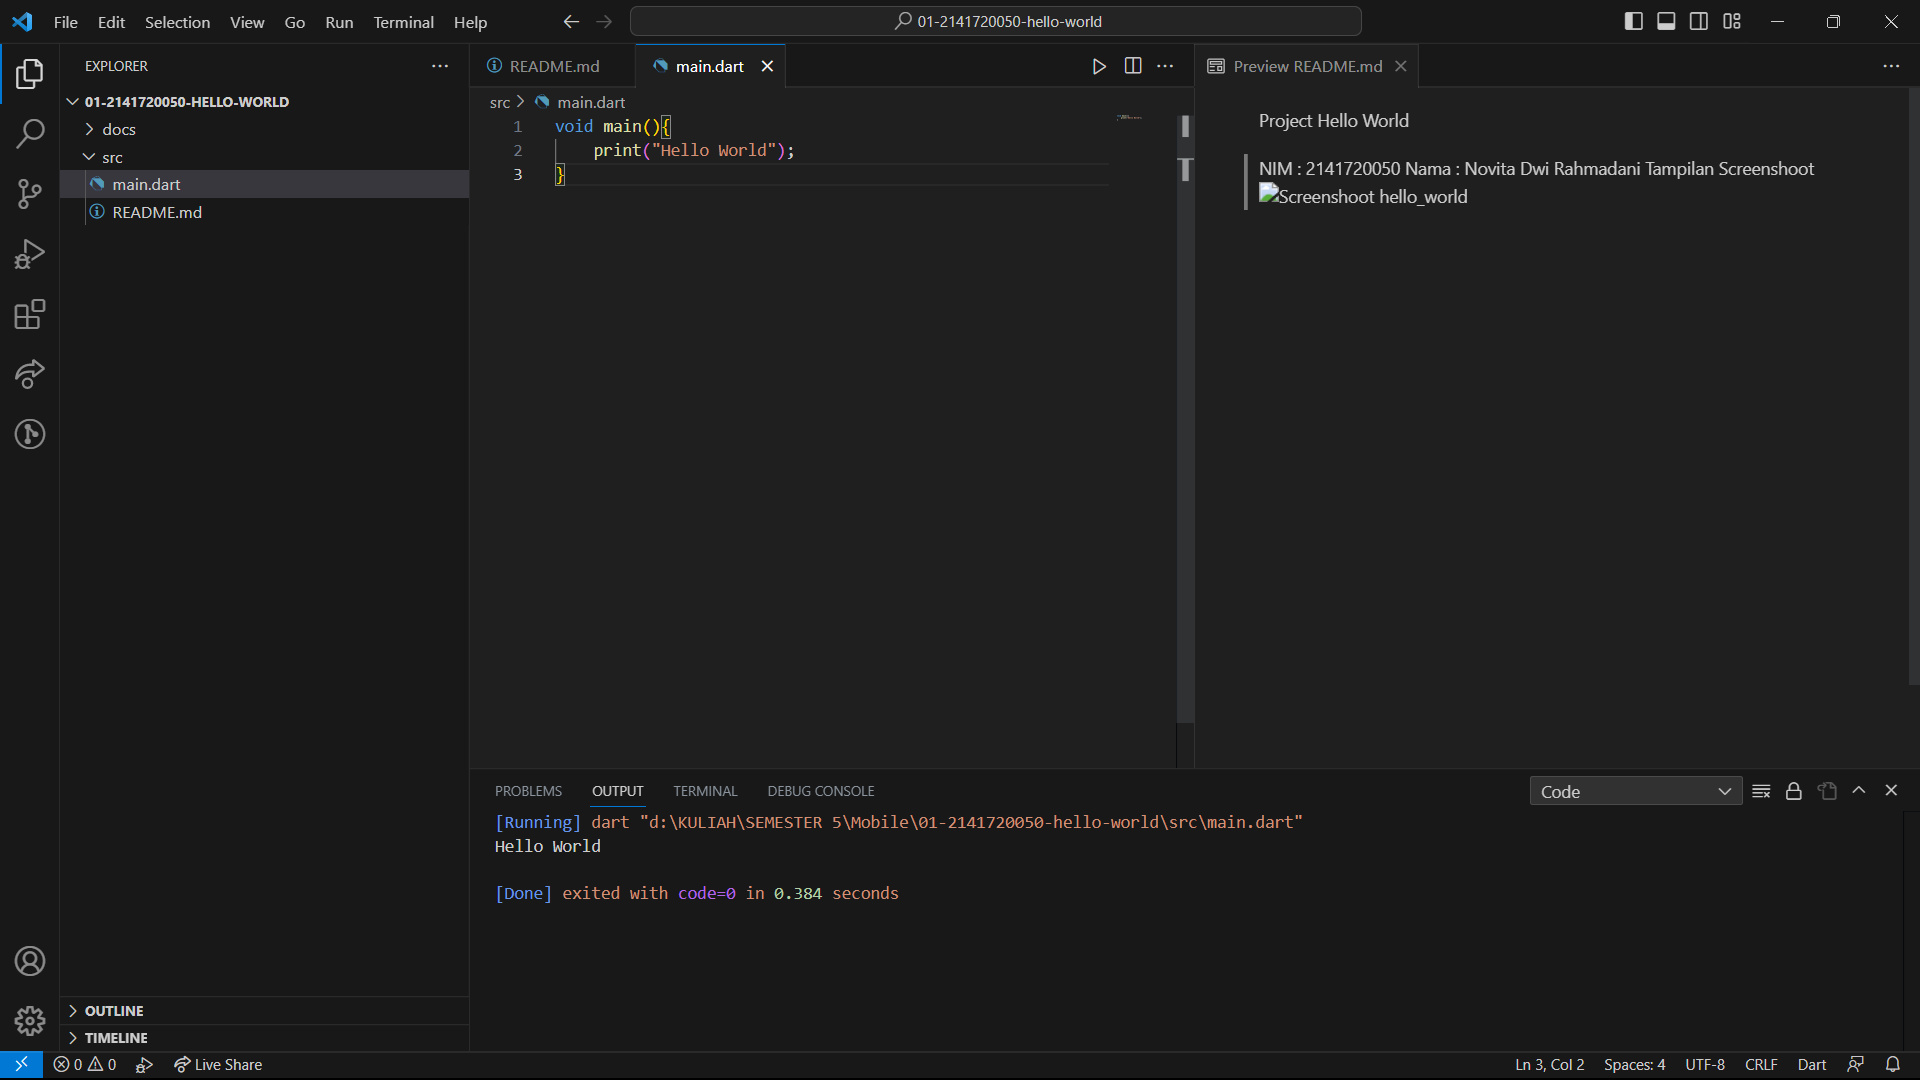 File Edit Selection View Go Run Terminal Help
01-2141720050-hello-world
EXPLORER
01-2141720050-HELLO-WORLD
docs
src
main.dart
README.md
OUTLINE
TIMELINE
README.md
main.dart
src > main.dart
1 void main(){
2 print("Hello World");
3 }
Preview README.md
Project Hello World
NIM : 2141720050 Nama : Novita Dwi Rahmadani Tampilan Screenshoot
Screenshoot hello_world
PROBLEMS OUTPUT TERMINAL DEBUG CONSOLE
Code
[Running] dart "d:\KULIAH\SEMESTER 5\Mobile\01-2141720050-hello-world\src\main.dart"
Hello World
[Done] exited with code=0 in 0.384 seconds
0 0 Live Share
Ln 3, Col 2 Spaces: 4 UTF-8 CRLF Dart